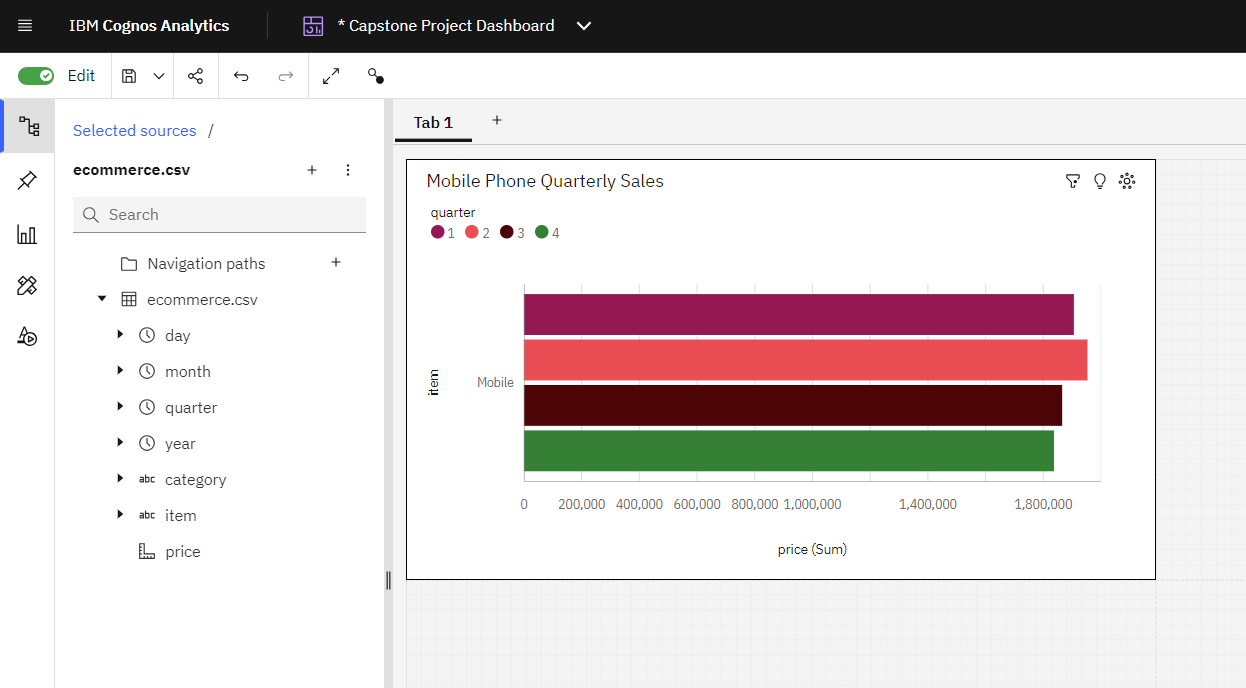 IBM Cognos Analytics
* Capstone Project Dashboard
Edit
Selected sources /
ecommerce.csv
Search
Navigation paths
ecommerce.csv
day
month
quarter
year
abc category
abc item
price
Tab 1
Mobile Phone Quarterly Sales
quarter
1 2 3 4
item
Mobile
0 200,000 400,000 600,000 800,000 1,000,000 1,400,000 1,800,000
price (Sum)